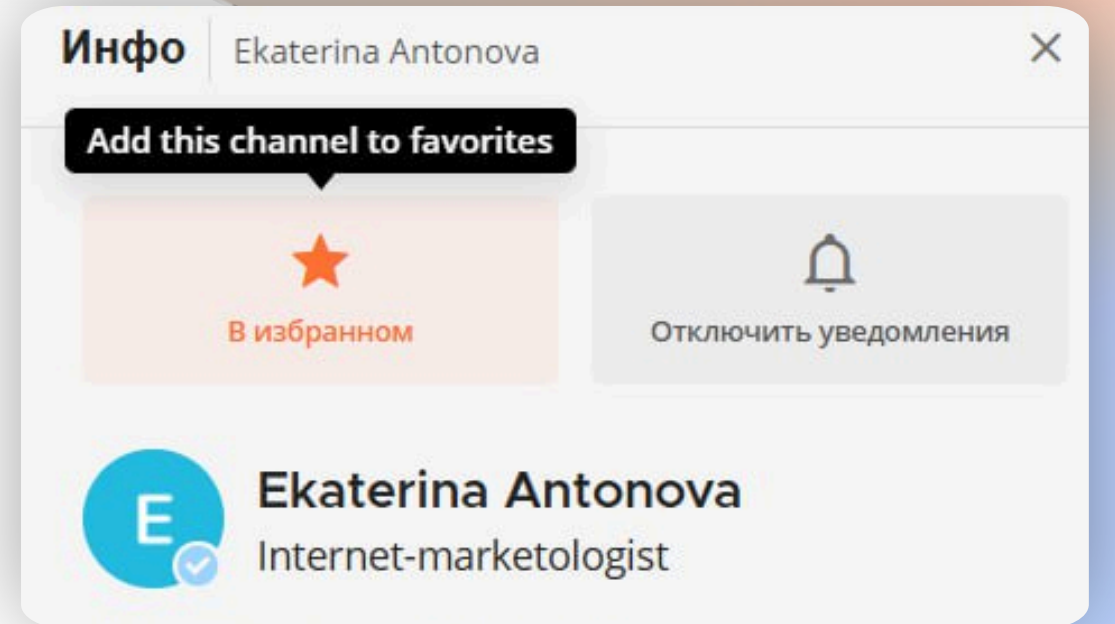 Инфо Ekaterina Antonova
Add this channel to favorites
В избранном
Отключить уведомления
E
Ekaterina Antonova
Internet-marketologist